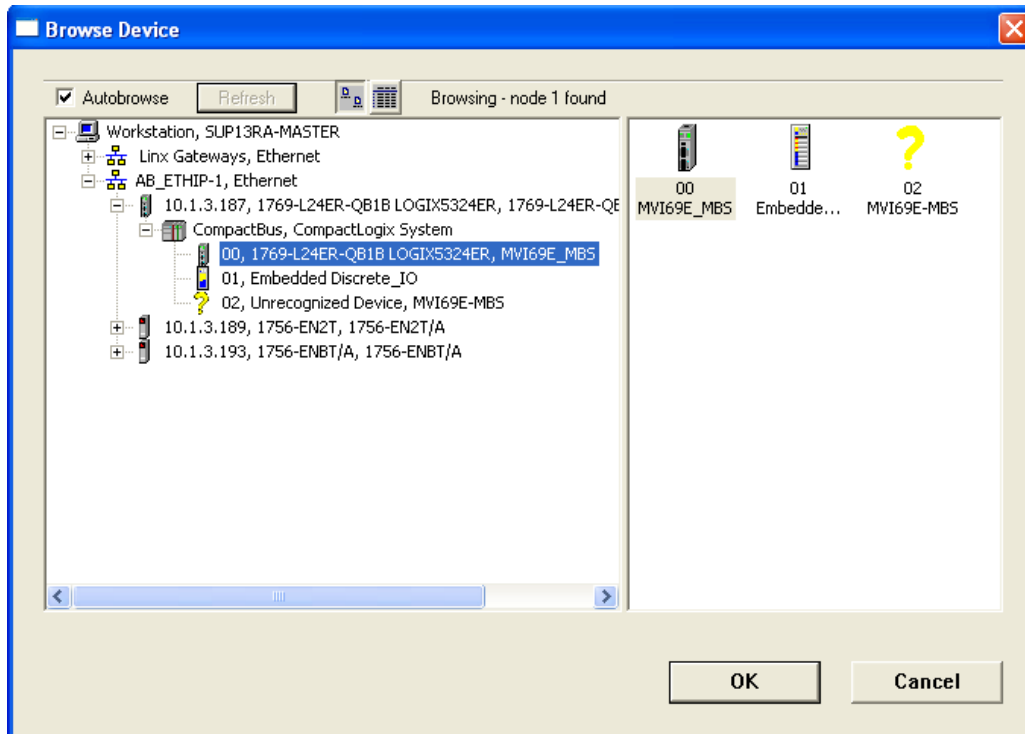 Browse Device
Autobrowse Refresh Browsing - node 1 found
Workstation, SUP13RA-MASTER
Linx Gateways, Ethernet
AB_ETHIP-1, Ethernet
10.1.3.187, 1769-L24ER-QB1B LOGIX5324ER, 1769-L24ER-QE
CompactBus, CompactLogix System
00, 1769-L24ER-QB1B LOGIX5324ER, MVI69E_MBS
01, Embedded Discrete_IO
02, Unrecognized Device, MVI69E-MBS
10.1.3.189, 1756-EN2T, 1756-EN2T/A
10.1.3.193, 1756-ENBT/A, 1756-ENBT/A
00 01 02
MVI69E_MBS Embedde... MVI69E-MBS
OK Cancel